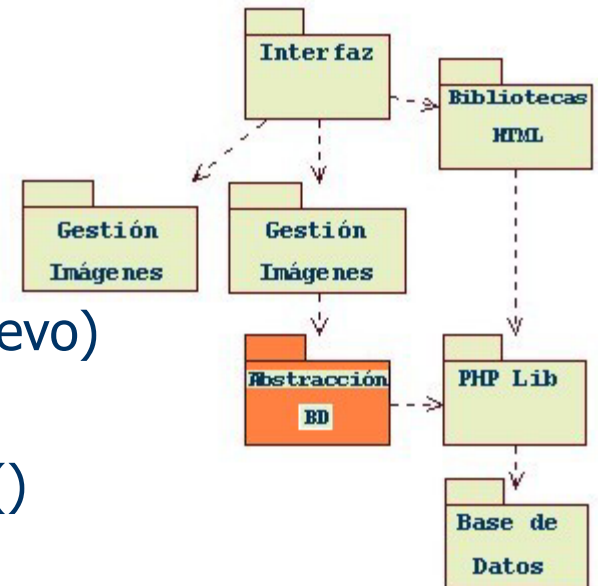 Interfaz
Bibliotecas
HTML
Gestión
Imágenes
Gestión
Imágenes
evo)
Abstracción
BD
PHP Lib
()
Base de
Datos